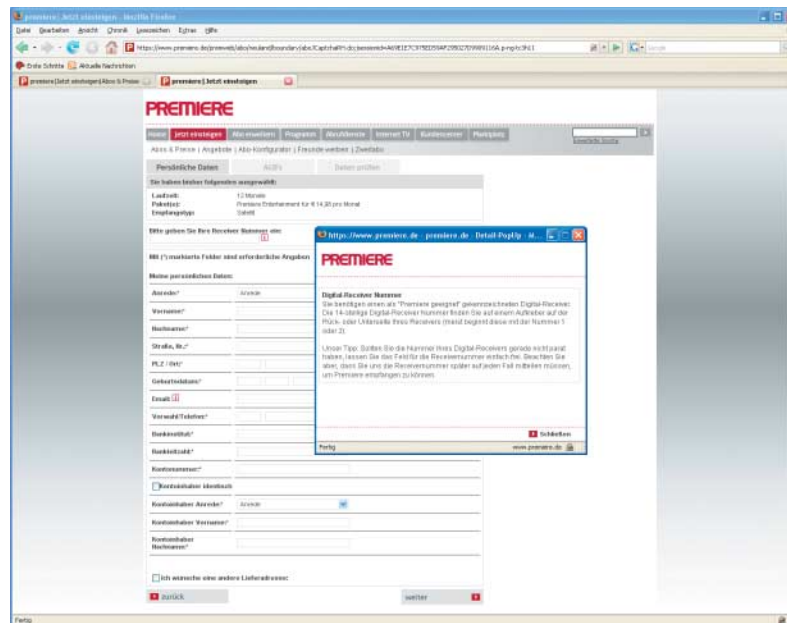 premiere | Jetzt einsteigen - Mozilla Firefox
Datei Bearbeiten Ansicht Chronik Lesezeichen Extras Hilfe
Erste Schritte Aktuelle Nachrichten
premiere | Jetzt einsteigen | Abos & Preise
premiere | Jetzt einsteigen
PREMIERE
Home Jetzt einsteigen Abo erweitern Programm Abrufdienste Internet TV Kundencenter Marktplatz
Erweiterte Suche
Abos & Preise | Angebote | Abo-Konfigurator | Freunde werben | Zweitabo
Persönliche Daten AGB's Daten prüfen
Sie haben bisher folgendes ausgewählt:
Laufzeit: 12 Monate
Paket(e): Premiere Entertainment für € 14,98 pro Monat
Empfangstyp: Satellit
Bitte geben Sie Ihre Receiver Nummer ein:
Mit (*) markierte Felder sind erforderliche Angaben
Meine persönlichen Daten:
Anrede:* Anrede
Vorname:*
Nachname:*
Straße, Nr.:*
PLZ / Ort:*
Geburtsdatum:*
Email:
Vorwahl/Telefon:*
Bankinstitut:*
Bankleitzahl:*
Kontonummer:*
Kontoinhaber identisch
Kontoinhaber Anrede:* Anrede
Kontoinhaber Vorname:*
Kontoinhaber
Nachname:*
Ich wünsche eine andere Lieferadresse:
zurück weiter
Fertig
https://www.premiere.de - premiere.de - Detail-PopUp - M...
PREMIERE
Digital-Receiver Nummer
Sie benötigen einen als "Premiere geeignet" gekennzeichneten Digital-Receiver.
Die 14-stellige Digital-Receiver Nummer finden Sie auf einem Aufkleber auf der
Rück- oder Unterseite Ihres Receivers (meist beginnt diese mit der Nummer 1
oder 2).
Unser Tipp: Sollten Sie die Nummer Ihres Digital-Receivers gerade nicht parat
haben, lassen Sie das Feld für die Receivernummer einfach frei. Beachten Sie
aber, dass Sie uns die Receivernummer später auf jeden Fall mitteilen müssen,
um Premiere empfangen zu können.
Schließen
Fertig www.premiere.de